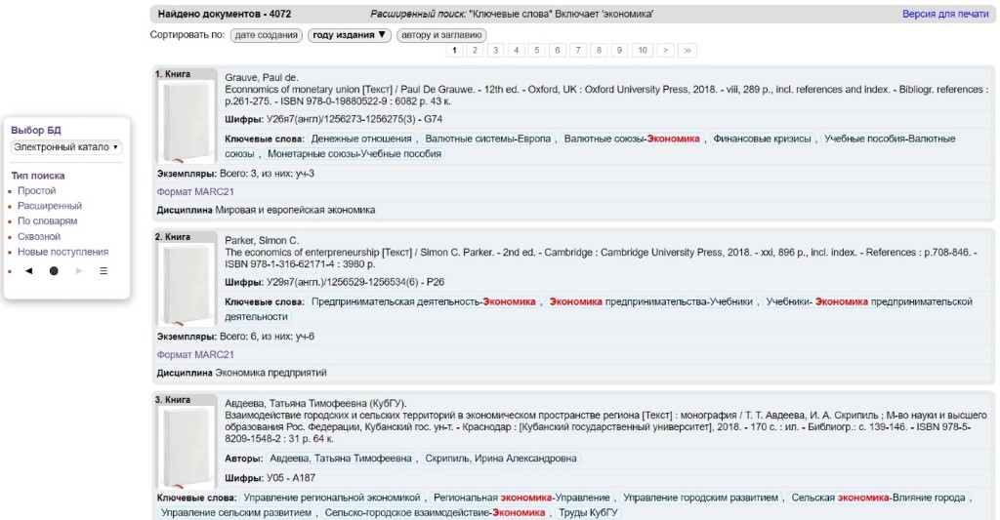 Найдено документов - 4072
Расширенный поиск: "Ключевые слова" Включает 'экономика'
Версия для печати
Сортировать по: дате создания году издания ▼ автору и заглавию
1 2 3 4 5 6 7 8 9 10 > »
Выбор БД
Электронный катало ▼
Тип поиска
Простой
Расширенный
По словарям
Сквозной
Новые поступления
1. Книга
Grauve, Paul de.
Econnomics of monetary union [Текст] / Paul De Grauwe. - 12th ed. - Oxford, UK : Oxford University Press, 2018. - viii, 289 p., incl. references and index. - Bibliogr. references :
p.261-275. - ISBN 978-0-19880522-9 : 6082 р. 43 к.
Шифры: У26я7(англ)/1256273-1256275(3) - G74
Ключевые слова: Денежные отношения , Валютные системы-Европа , Валютные союзы-Экономика , Финансовые кризисы , Учебные пособия-Валютные
союзы , Монетарные союзы-Учебные пособия
Экземпляры: Всего: 3, из них: уч-3
Формат MARC21
Дисциплина Мировая и европейская экономика
2. Книга
Parker, Simon C.
The economics of enterpreneurship [Текст] / Simon C. Parker. - 2nd ed. - Cambridge : Cambridge University Press, 2018. - xxi, 896 p., incl. index. - References : p.708-846. -
ISBN 978-1-316-62171-4 : 3980 р.
Шифры: У29я7(англ.)/1256529-1256534(6) - P26
Ключевые слова: Предпринимательская деятельность-Экономика , Экономика предпринимательства-Учебники , Учебники- Экономика предпринимательской
деятельности
Экземпляры: Всего: 6, из них: уч-6
Формат MARC21
Дисциплина Экономика предприятий
3. Книга
Авдеева, Татьяна Тимофеевна (КубГУ).
Взаимодействие городских и сельских территорий в экономическом пространстве региона [Текст] : монография / Т. Т. Авдеева, И. А. Скрипиль ; М-во науки и высшего
образования Рос. Федерации, Кубанский гос. ун-т. - Краснодар : [Кубанский государственный университет], 2018. - 170 с. : ил. - Библиогр.: с. 139-146. - ISBN 978-5-
8209-1548-2 : 31 р. 64 к.
Авторы: Авдеева, Татьяна Тимофеевна , Скрипиль, Ирина Александровна
Шифры: У05 - А187
Ключевые слова: Управление региональной экономикой , Региональная экономика-Управление , Управление городским развитием , Сельская экономика-Влияние города ,
Управление сельским развитием , Сельско-городское взаимодействие-Экономика , Труды КубГУ